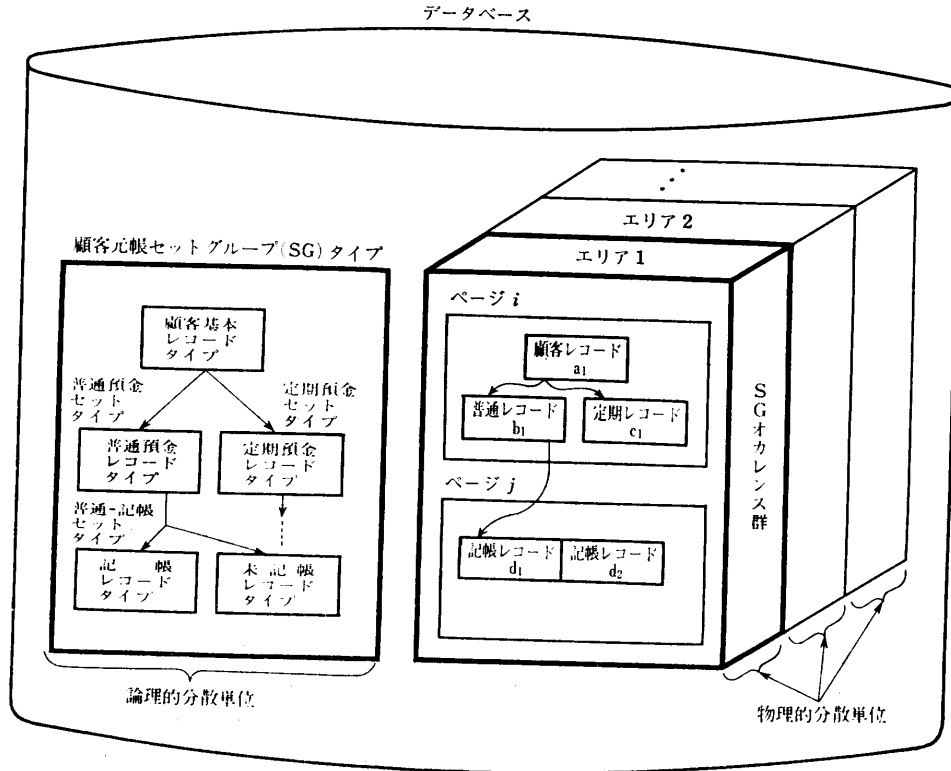 データベース
顧客元帳セットグループ(SG)タイプ
顧客基本
レコード
タイプ
普通預金
セット
タイプ
定期預金
セット
タイプ
普通預金
レコード
タイプ
定期預金
レコード
タイプ
普通-記帳
セット
タイプ
記帳
レコード
タイプ
未記帳
レコード
タイプ
論理的分散単位
エリア2
エリア1
ページ i
顧客レコード
a1
普通レコード
b1
定期レコード
c1
ページ j
記帳レコード
d1
記帳レコード
d2
SGオカレンス群
物理的分散単位